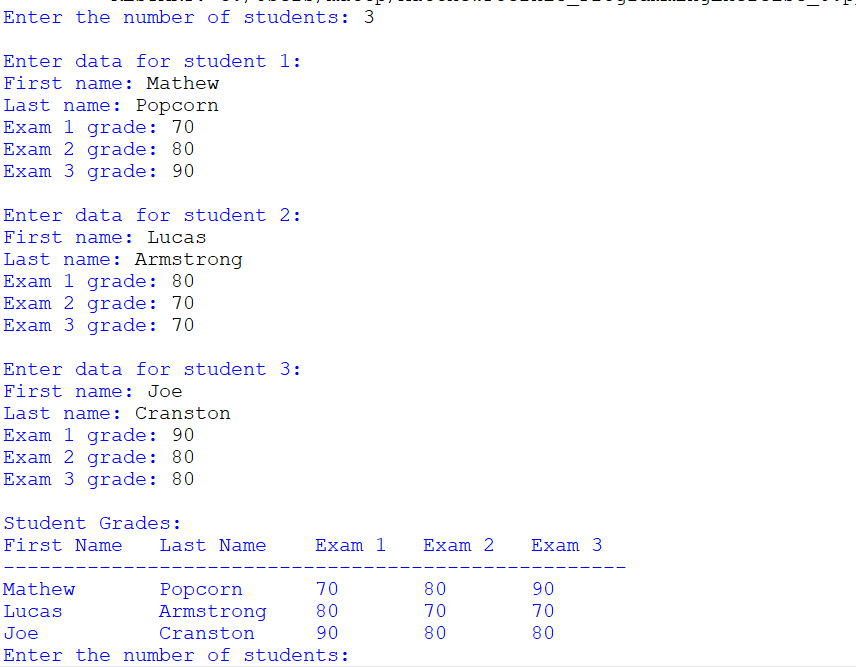 Enter the number of students: 3
Enter data for student 1:
First name: Mathew
Last name: Popcorn
Exam 1 grade: 70
Exam 2 grade: 80
Exam 3 grade: 90
Enter data for student 2:
First name: Lucas
Last name: Armstrong
Exam 1 grade: 80
Exam 2 grade: 70
Exam 3 grade: 70
Enter data for student 3:
First name: Joe
Last name: Cranston
Exam 1 grade: 90
Exam 2 grade: 80
Exam 3 grade: 80
Student Grades:
First Name   Last Name    Exam 1   Exam 2   Exam 3
----------------------------------------------------
Mathew       Popcorn      70       80       90
Lucas        Armstrong    80       70       70
Joe          Cranston     90       80       80
Enter the number of students: